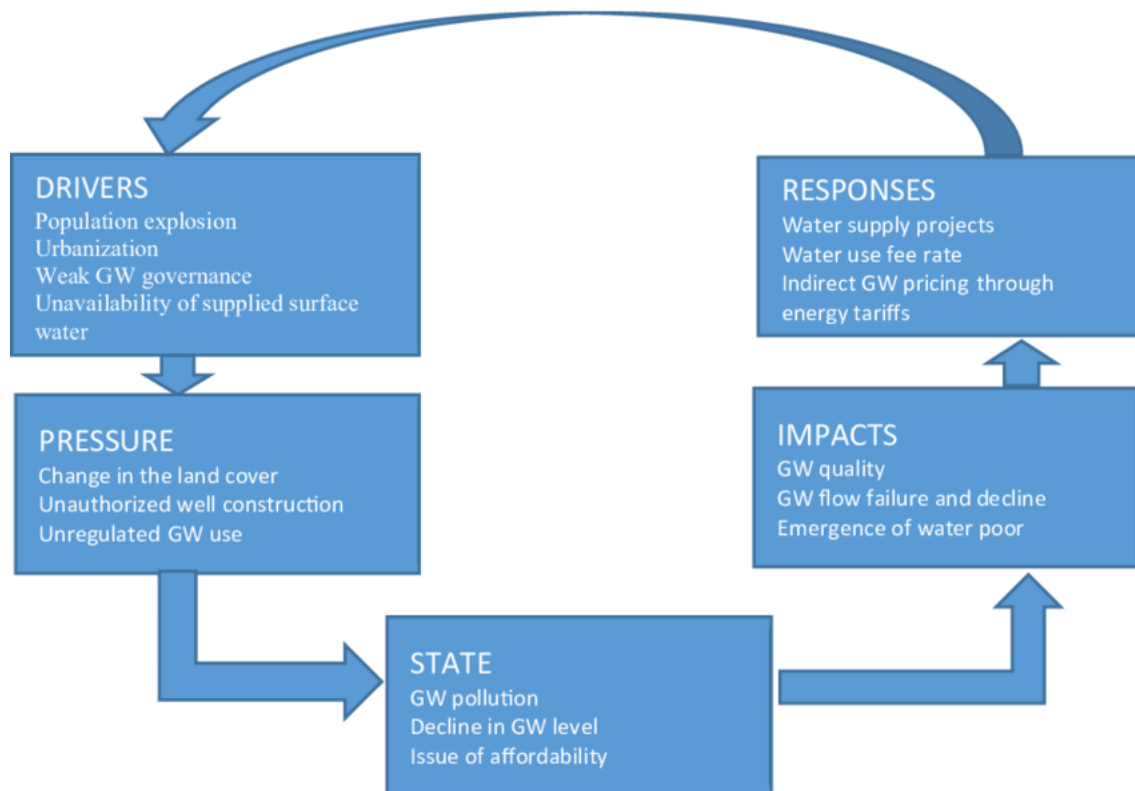 DRIVERS
Population explosion
Urbanization
Weak GW governance
Unavailability of supplied surface
water
PRESSURE
Change in the land cover
Unauthorized well construction
Unregulated GW use
STATE
GW pollution
Decline in GW level
Issue of affordability
IMPACTS
GW quality
GW flow failure and decline
Emergence of water poor
RESPONSES
Water supply projects
Water use fee rate
Indirect GW pricing through
energy tariffs